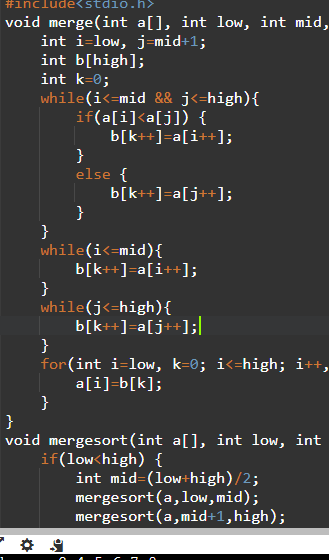 #include<stdio.h>
void merge(int a[], int low, int mid,
int i=low, j=mid+1;
int b[high];
int k=0;
while(i<=mid && j<=high){
if(a[i]<a[j]) {
b[k++]=a[i++];
}
else {
b[k++]=a[j++];
}
}
while(i<=mid){
b[k++]=a[i++];
}
while(j<=high){
b[k++]=a[j++];
}
for(int i=low, k=0; i<=high; i++,
a[i]=b[k];
}
}
void mergesort(int a[], int low, int
if(low<high) {
int mid=(low+high)/2;
mergesort(a,low,mid);
mergesort(a,mid+1,high);